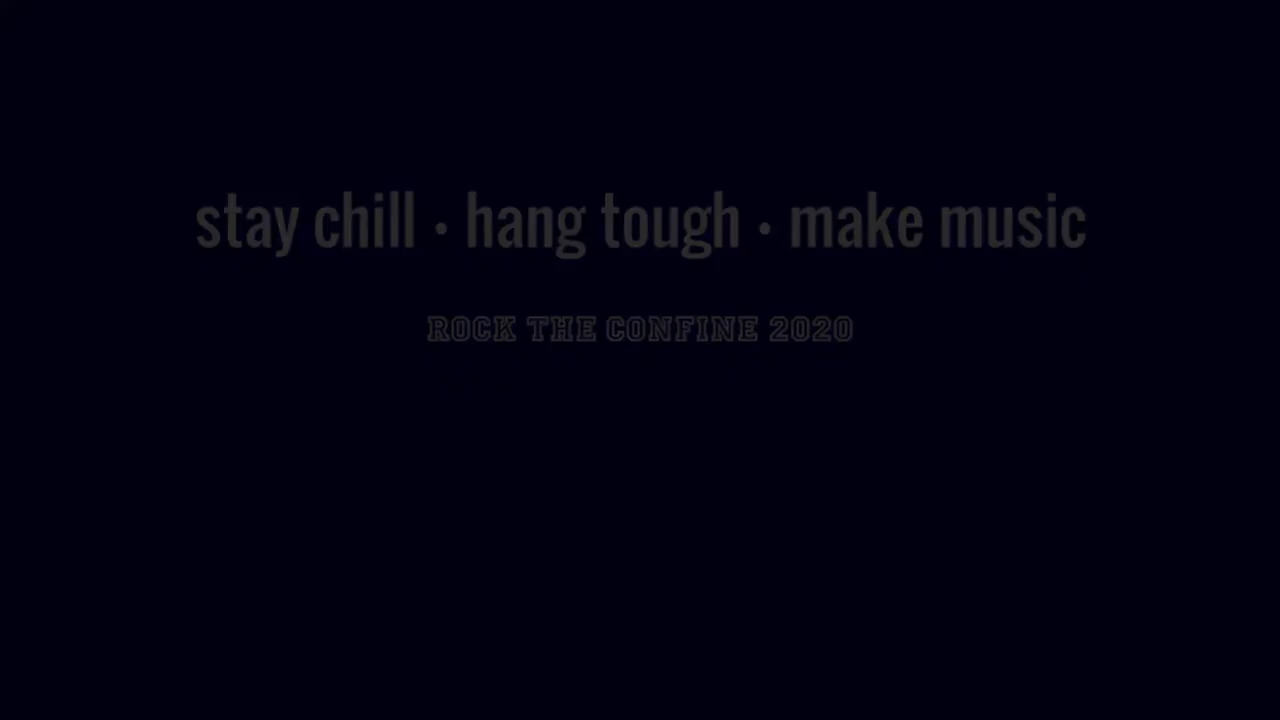 stay chill • hang tough • make music
ROCK THE CONFINE 2020